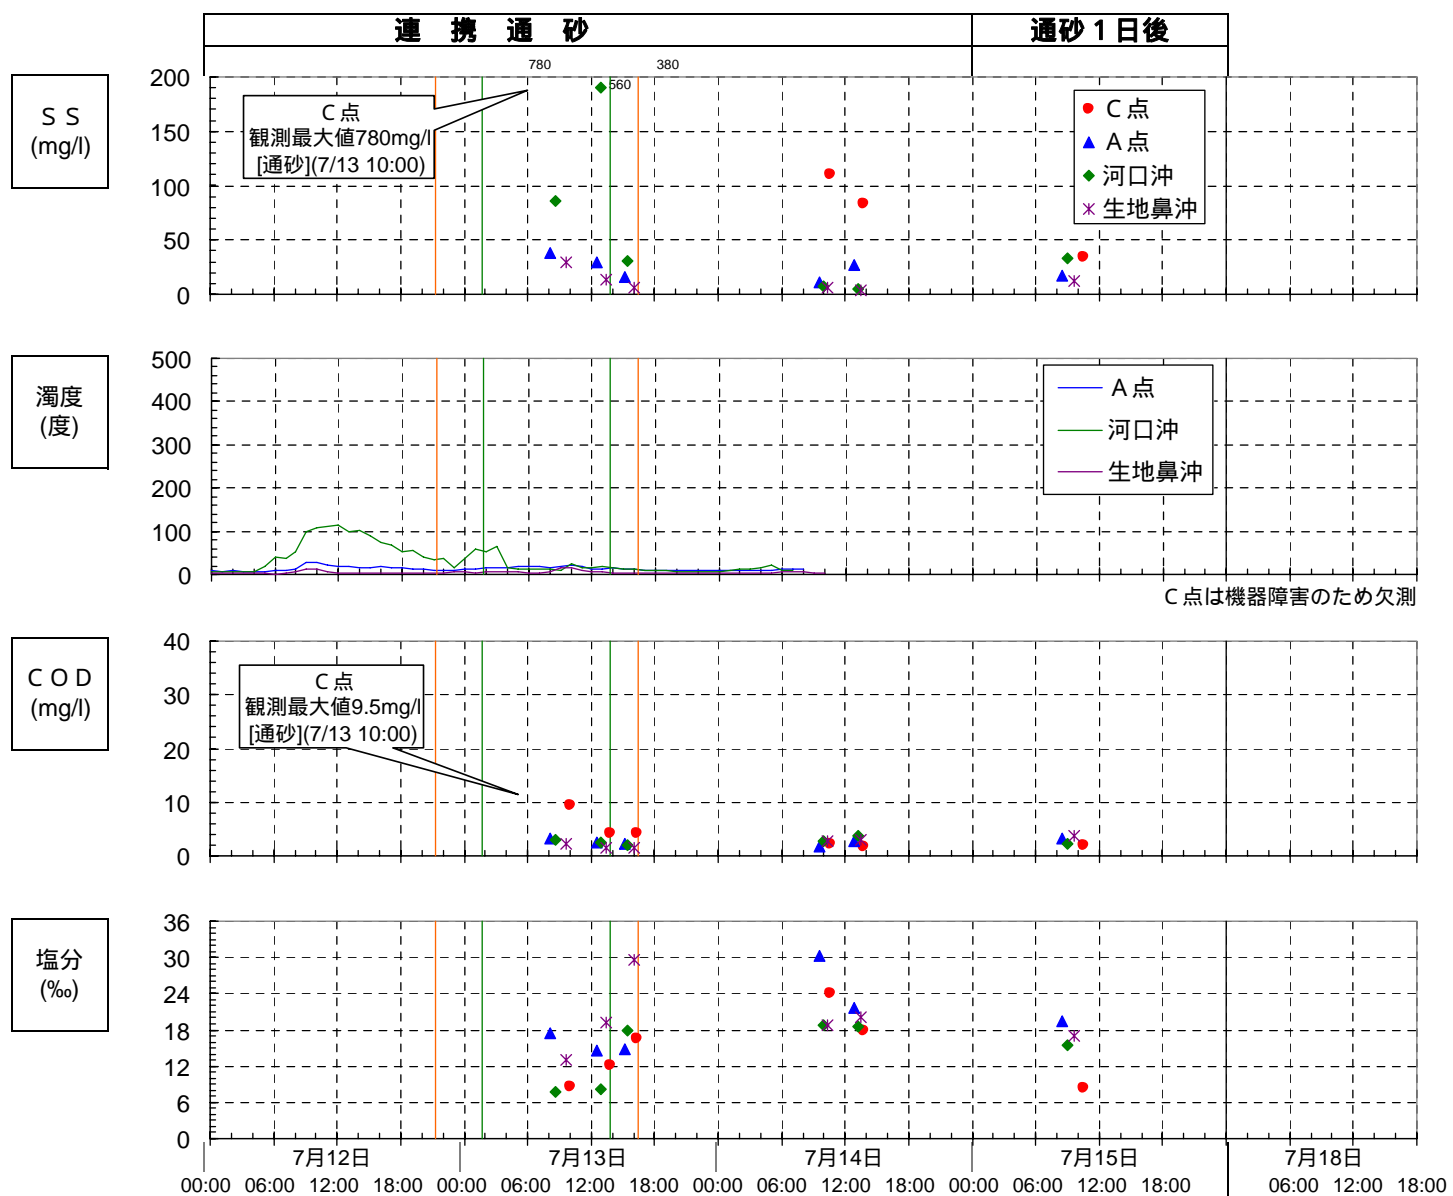 連 携 通 砂
通砂１日後
780
380
560
ＳＳ
(mg/l)
200
150
100
50
0
Ｃ点
観測最大値780mg/l
[通砂](7/13 10:00)
Ｃ点
Ａ点
河口沖
生地鼻沖
濁度
(度)
500
400
300
200
100
0
Ａ点
河口沖
生地鼻沖
Ｃ点は機器障害のため欠測
ＣＯＤ
(mg/l)
40
30
20
10
0
Ｃ点
観測最大値9.5mg/l
[通砂](7/13 10:00)
塩分
(‰)
36
30
24
18
12
6
0
7月12日 7月13日 7月14日 7月15日 7月18日
00:00 06:00 12:00 18:00 00:00 06:00 12:00 18:00 00:00 06:00 12:00 18:00 00:00 06:00 12:00 18:00 06:00 12:00 18:00